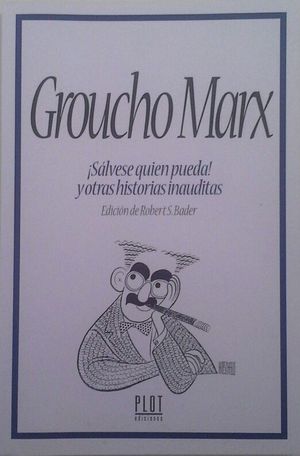 Groucho Marx
¡Sálvese quien pueda!
y otras historias inauditas
Edición de Robert S. Bader
PLOT
ediciones